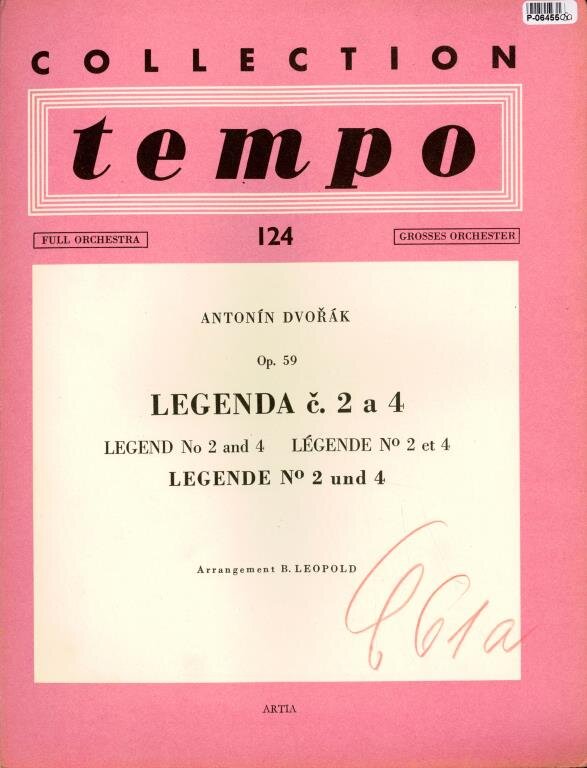 P-06455
COLLECTION
tempo
FULL ORCHESTRA
124
GROSSES ORCHESTER
ANTONÍN DVOŘÁK
Op. 59
LEGENDA č. 2 a 4
LEGEND No 2 and 4 LÉGENDE Nº 2 et 4
LEGENDE Nº 2 und 4
Arrangement B. LEOPOLD
61a
ARTIA